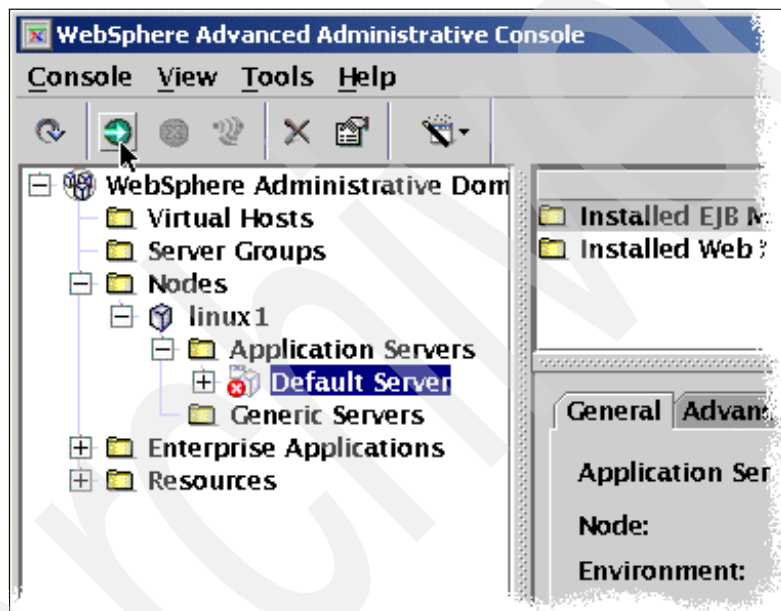 WebSphere Advanced Administrative Console
Console View Tools Help
WebSphere Administrative Dom
Virtual Hosts
Server Groups
Nodes
linux1
Application Servers
Default Server
Generic Servers
Enterprise Applications
Resources
Installed EJB
Installed Web
General Advan
Application Ser
Node:
Environment: